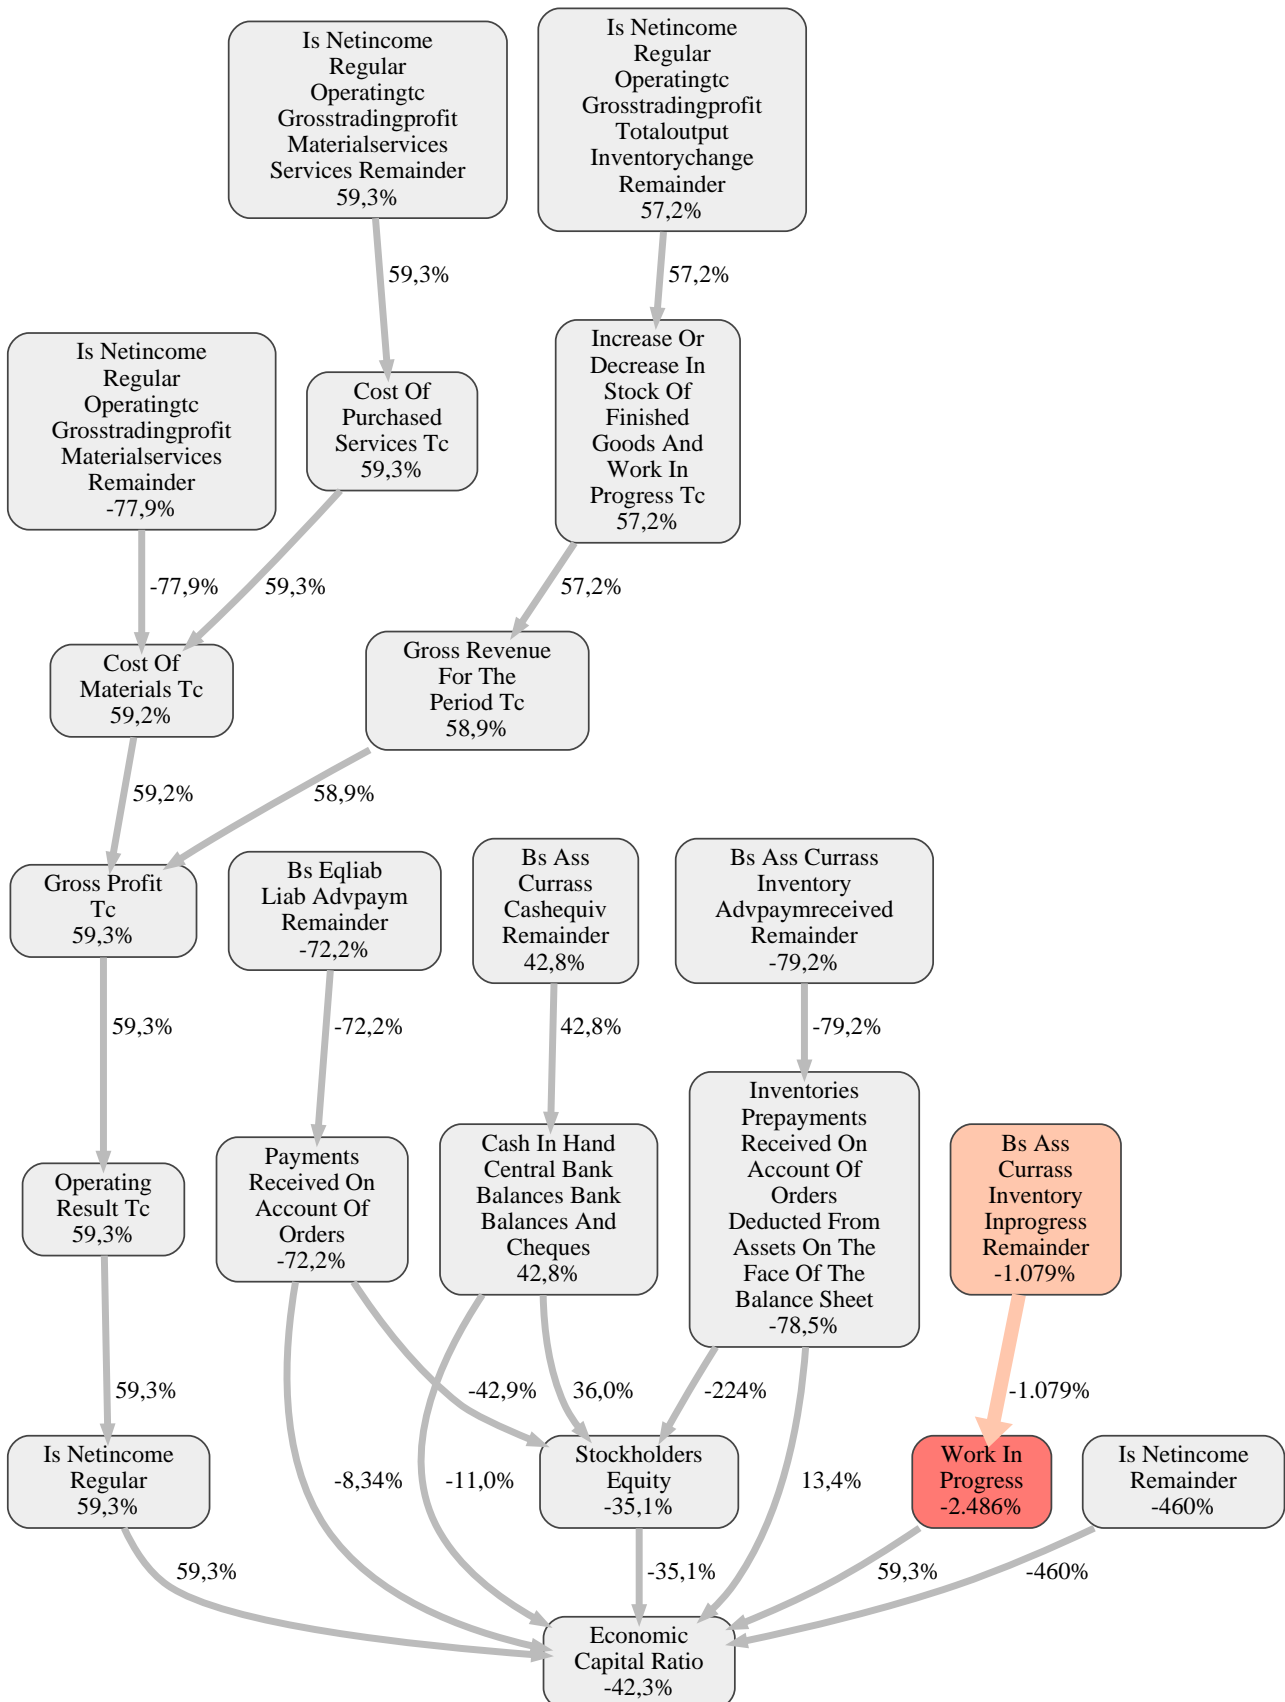 Is Netincome
Regular
Operatingtc
Grosstradingprofit
Materialservices
Services Remainder
59,3%
Is Netincome
Regular
Operatingtc
Grosstradingprofit
Totaloutput
Inventorychange
Remainder
57,2%
59,3%
57,2%
Is Netincome
Regular
Operatingtc
Grosstradingprofit
Materialservices
Remainder
-77,9%
Cost Of
Purchased
Services Tc
59,3%
Increase Or
Decrease In
Stock Of
Finished
Goods And
Work In
Progress Tc
57,2%
-77,9%
59,3%
57,2%
Cost Of
Materials Tc
59,2%
Gross Revenue
For The
Period Tc
58,9%
59,2%
58,9%
Gross Profit
Tc
59,3%
Bs Eqliab
Liab Advpaym
Remainder
-72,2%
Bs Ass
Currass
Cashequiv
Remainder
42,8%
Bs Ass Currass
Inventory
Advpaymreceived
Remainder
-79,2%
59,3%
-72,2%
42,8%
-79,2%
Operating
Result Tc
59,3%
Payments
Received On
Account Of
Orders
-72,2%
Cash In Hand
Central Bank
Balances Bank
Balances And
Cheques
42,8%
Inventories
Prepayments
Received On
Account Of
Orders
Deducted From
Assets On The
Face Of The
Balance Sheet
-78,5%
Bs Ass
Currass
Inventory
Inprogress
Remainder
-1.079%
59,3%
-42,9%
36,0%
-224%
-1.079%
Is Netincome
Regular
59,3%
Stockholders
Equity
-35,1%
Work In
Progress
-2.486%
Is Netincome
Remainder
-460%
-8,34%
-11,0%
13,4%
59,3%
-35,1%
59,3%
-460%
Economic
Capital Ratio
-42,3%